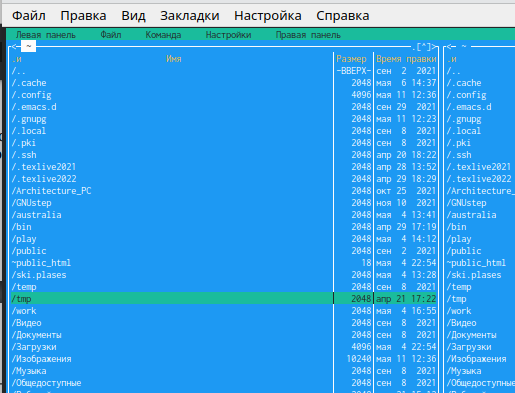 Файл Правка Вид Закладки Настройка Справка
Левая панель Файл Команда Настройки Правая панель
<─ ~ .[^]> <─ ~
.и Имя Размер Время правки .и
/.. -ВВЕРХ- сен 2 2021 /..
/.cache 2048 мая 6 14:37 /.cache
/.config 4096 мая 11 12:36 /.config
/.emacs.d 2048 сен 29 2021 /.emacs.d
/.gnupg 2048 мая 11 12:23 /.gnupg
/.local 2048 сен 8 2021 /.local
/.pki 2048 сен 8 2021 /.pki
/.ssh 2048 апр 20 18:22 /.ssh
/.texlive2021 2048 апр 28 13:52 /.texlive2021
/.texlive2022 2048 апр 29 18:29 /.texlive2022
/Architecture_PC 2048 окт 25 2021 /Architecture_
/GNUstep 2048 ноя 10 2021 /GNUstep
/australia 2048 мая 4 13:41 /australia
/bin 2048 апр 29 17:19 /bin
/play 2048 мая 4 14:12 /play
/public 2048 сен 2 2021 /public
~public_html 18 мая 4 22:54 ~public_html
/ski.plases 2048 мая 4 13:28 /ski.plases
/temp 2048 сен 8 2021 /temp
/tmp 2048 апр 21 17:22 /tmp
/work 2048 мая 4 16:55 /work
/Видео 2048 сен 8 2021 /Видео
/Документы 2048 сен 8 2021 /Документы
/Загрузки 4096 мая 4 22:54 /Загрузки
/Изображения 10240 мая 11 12:36 /Изображения
/Музыка 2048 сен 8 2021 /Музыка
/Общедоступные 2048 сен 8 2021 /Общедоступные